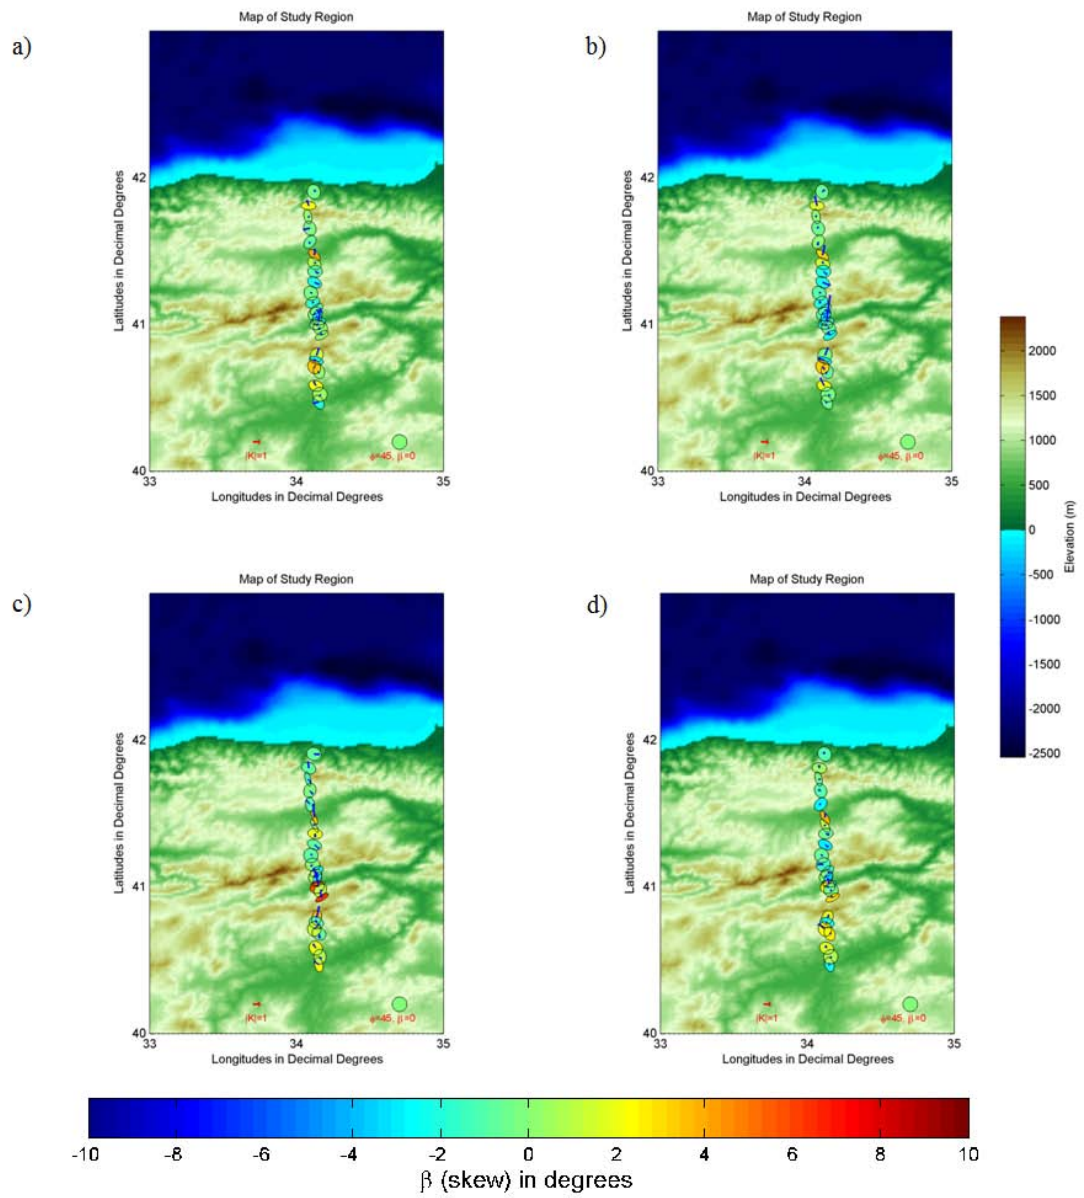 a)
Map of Study Region
Latitudes in Decimal Degrees
42
41
40
|K|=1
ϕ=45, β=0
33
34
35
Longitudes in Decimal Degrees
b)
Map of Study Region
Latitudes in Decimal Degrees
42
41
40
|K|=1
ϕ=45, β=0
33
34
35
Longitudes in Decimal Degrees
2000
1500
1000
500
0
-500
-1000
-1500
-2000
-2500
Elevation (m)
c)
Map of Study Region
Latitudes in Decimal Degrees
42
41
40
|K|=1
ϕ=45, β=0
33
34
35
Longitudes in Decimal Degrees
d)
Map of Study Region
Latitudes in Decimal Degrees
42
41
40
|K|=1
ϕ=45, β=0
33
34
35
Longitudes in Decimal Degrees
-10 -8 -6 -4 -2 0 2 4 6 8 10
β (skew) in degrees